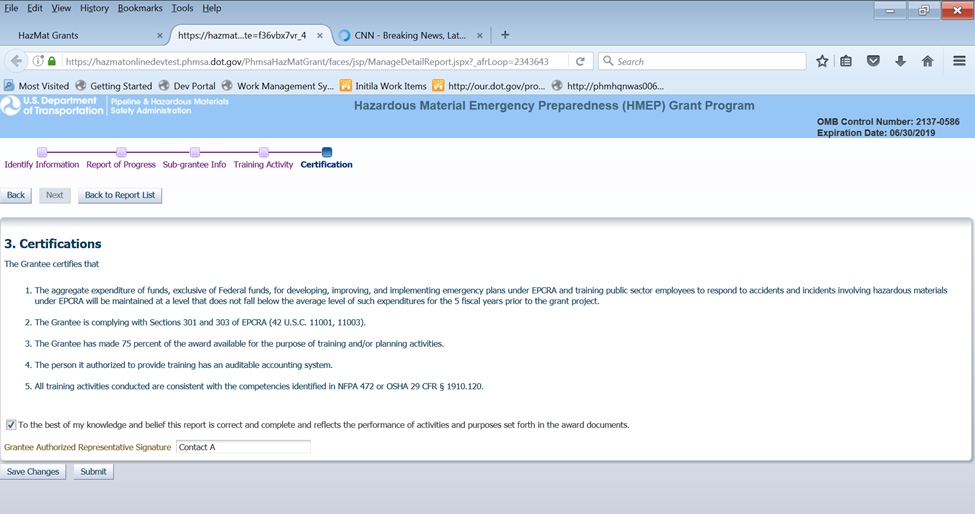 File Edit View History Bookmarks Tools Help
HazMat Grants × https://hazmat...te=f36vbx7vr_4 × CNN - Breaking News, Lat... × +
https://hazmatonlinedevtest.phmsa.dot.gov/PhmsaHazMatGrant/faces/jsp/ManageDetailReport.jspx?_afrLoop=2343643 Search
Most Visited Getting Started Dev Portal Work Management Sy... Initila Work Items http://our.dot.gov/pro... http://phmhqnwas006...
U.S. Department of Transportation
Pipeline & Hazardous Materials Safety Administration
Hazardous Material Emergency Preparedness (HMEP) Grant Program
OMB Control Number: 2137-0586
Expiration Date: 06/30/2019
Identify Information Report of Progress Sub-grantee Info Training Activity Certification
Back Next Back to Report List
3. Certifications
The Grantee certifies that
1. The aggregate expenditure of funds, exclusive of Federal funds, for developing, improving, and implementing emergency plans under EPCRA and training public sector employees to respond to accidents and incidents involving hazardous materials
under EPCRA will be maintained at a level that does not fall below the average level of such expenditures for the 5 fiscal years prior to the grant project.
2. The Grantee is complying with Sections 301 and 303 of EPCRA (42 U.S.C. 11001, 11003).
3. The Grantee has made 75 percent of the award available for the purpose of training and/or planning activities.
4. The person it authorized to provide training has an auditable accounting system.
5. All training activities conducted are consistent with the competencies identified in NFPA 472 or OSHA 29 CFR § 1910.120.
To the best of my knowledge and belief this report is correct and complete and reflects the performance of activities and purposes set forth in the award documents.
Grantee Authorized Representative Signature Contact A
Save Changes Submit